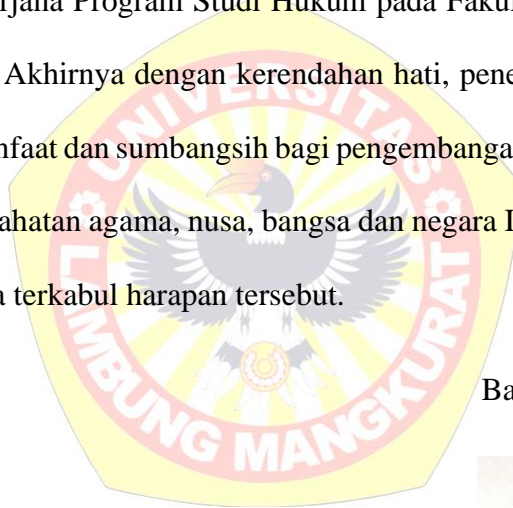 rjana Program Studi Hukum pada Fakul
Akhirnya dengan kerendahan hati, pene
nfaat dan sumbangsih bagi pengembanga
ahatan agama, nusa, bangsa dan negara I
a terkabul harapan tersebut.
Ba
UNIVERSITAS
LAMBUNG MANGKURAT